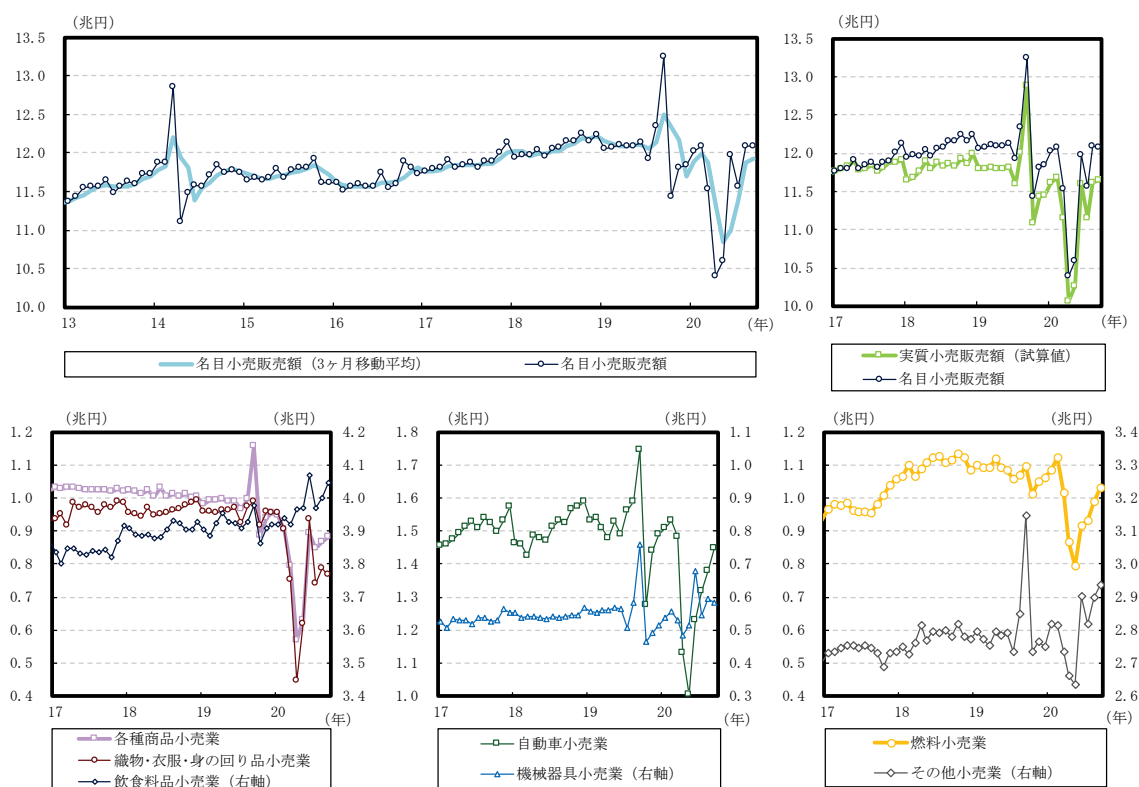 （兆円）
13.5
13.0
12.5
12.0
11.5
11.0
10.5
10.0
13 14 15 16 17 18 19 20 (年)
名目小売販売額（3ヶ月移動平均） 名目小売販売額
（兆円）
13.5
13.0
12.5
12.0
11.5
11.0
10.5
10.0
17 18 19 20 (年)
実質小売販売額（試算値）
名目小売販売額
（兆円） （兆円）
1.2 4.2
1.1 4.1
1.0 4.0
0.9 3.9
0.8 3.8
0.7 3.7
0.6 3.6
0.5 3.5
0.4 3.4
17 18 19 20 (年)
各種商品小売業
織物・衣服・身の回り品小売業
飲食料品小売業（右軸）
（兆円） （兆円）
1.8 1.1
1.7 1.0
1.6 0.9
1.5 0.8
1.4 0.7
1.3 0.6
1.2 0.5
1.1 0.4
1.0 0.3
17 18 19 20 (年)
自動車小売業
機械器具小売業（右軸）
（兆円） （兆円）
1.2 3.4
1.1 3.3
1.0 3.2
0.9 3.1
0.8 3.0
0.7 2.9
0.6 2.8
0.5 2.7
0.4 2.6
17 18 19 20 (年)
燃料小売業
その他小売業（右軸）